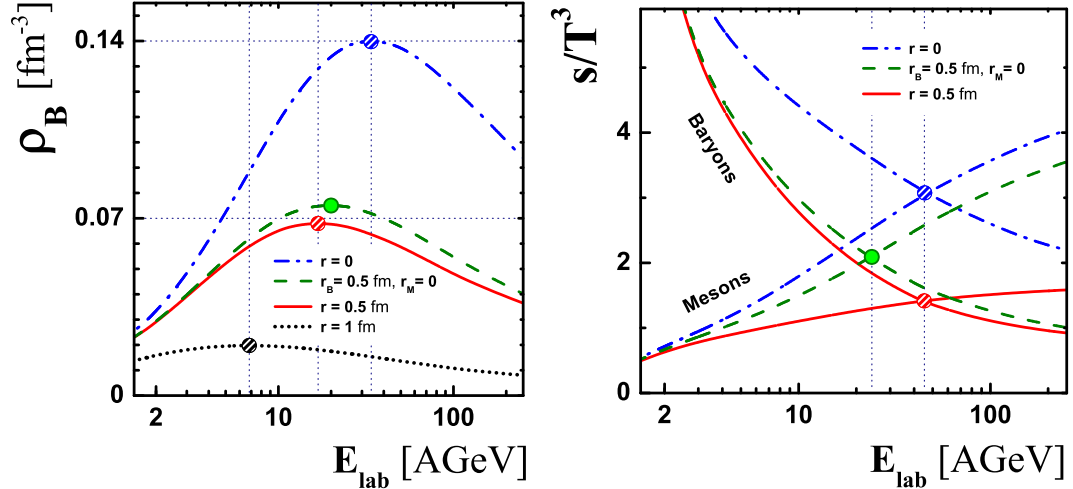 ρB [fm-3]
0.14
0.07
0
r = 0
rB= 0.5 fm, rM= 0
r = 0.5 fm
r = 1 fm
2 10 100
Elab [AGeV]
s/T3
6
4
2
0
r = 0
rB= 0.5 fm, rM= 0
r = 0.5 fm
Baryons
Mesons
2 10 100
Elab [AGeV]